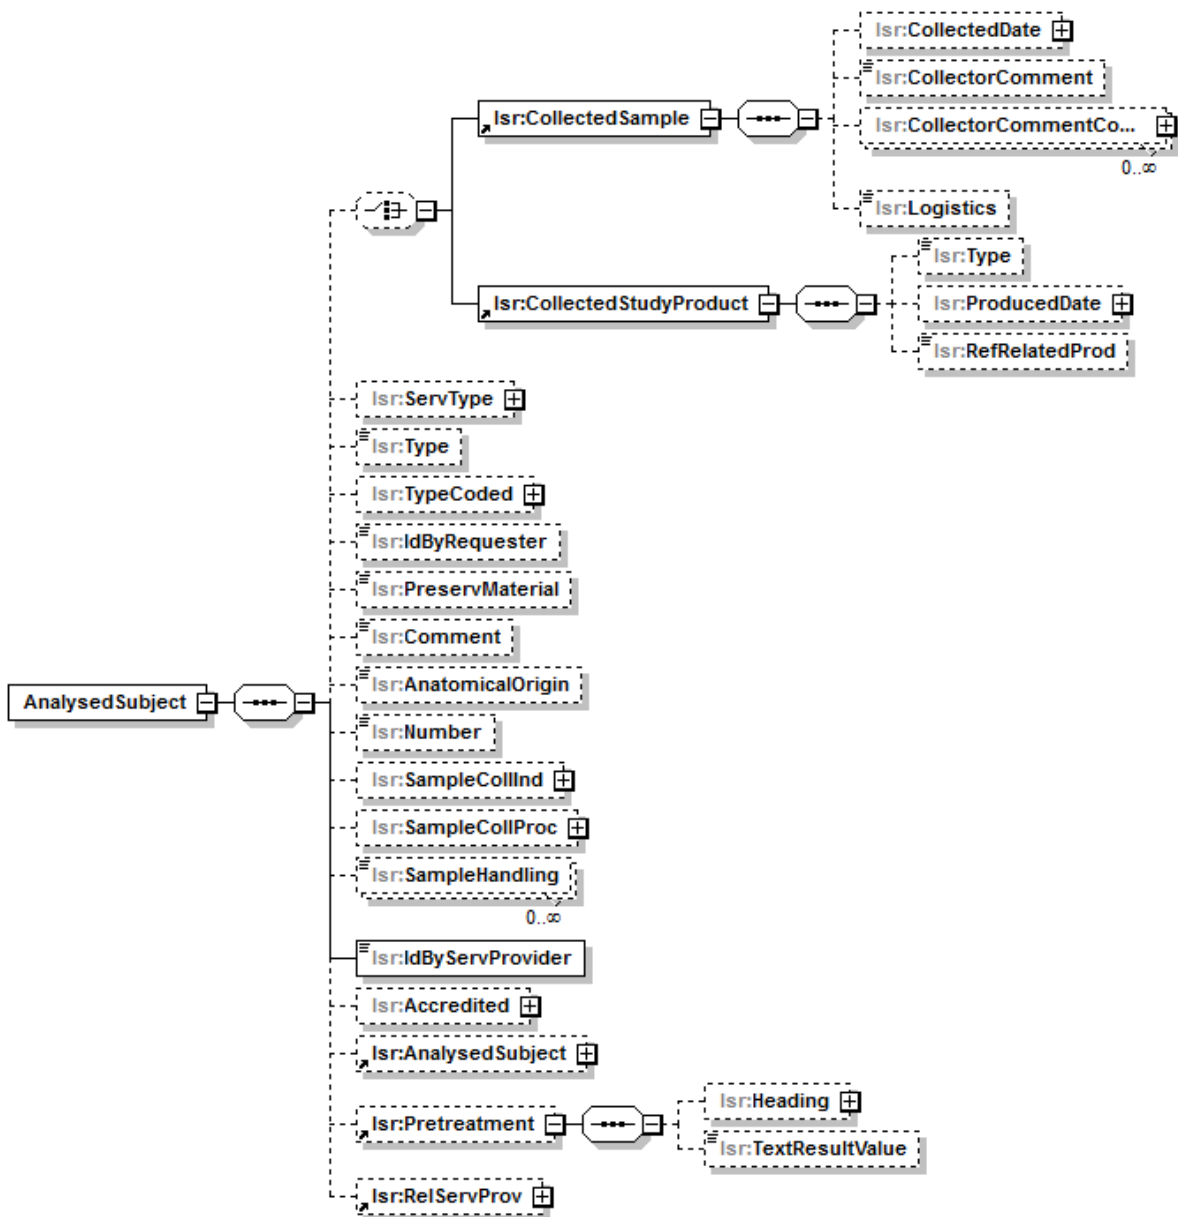 lsr:CollectedDate
lsr:CollectorComment
lsr:CollectedSample
lsr:CollectorCommentCo...
0..∞
lsr:Logistics
lsr:Type
lsr:CollectedStudyProduct
lsr:ProducedDate
lsr:RefRelatedProd
lsr:ServType
lsr:Type
lsr:TypeCoded
lsr:IdByRequester
lsr:PreservMaterial
lsr:Comment
lsr:AnatomicalOrigin
AnalysedSubject
lsr:Number
lsr:SampleCollInd
lsr:SampleCollProc
lsr:SampleHandling
0..∞
lsr:IdByServProvider
lsr:Accredited
lsr:AnalysedSubject
lsr:Heading
lsr:Pretreatment
lsr:TextResultValue
lsr:RelServProv